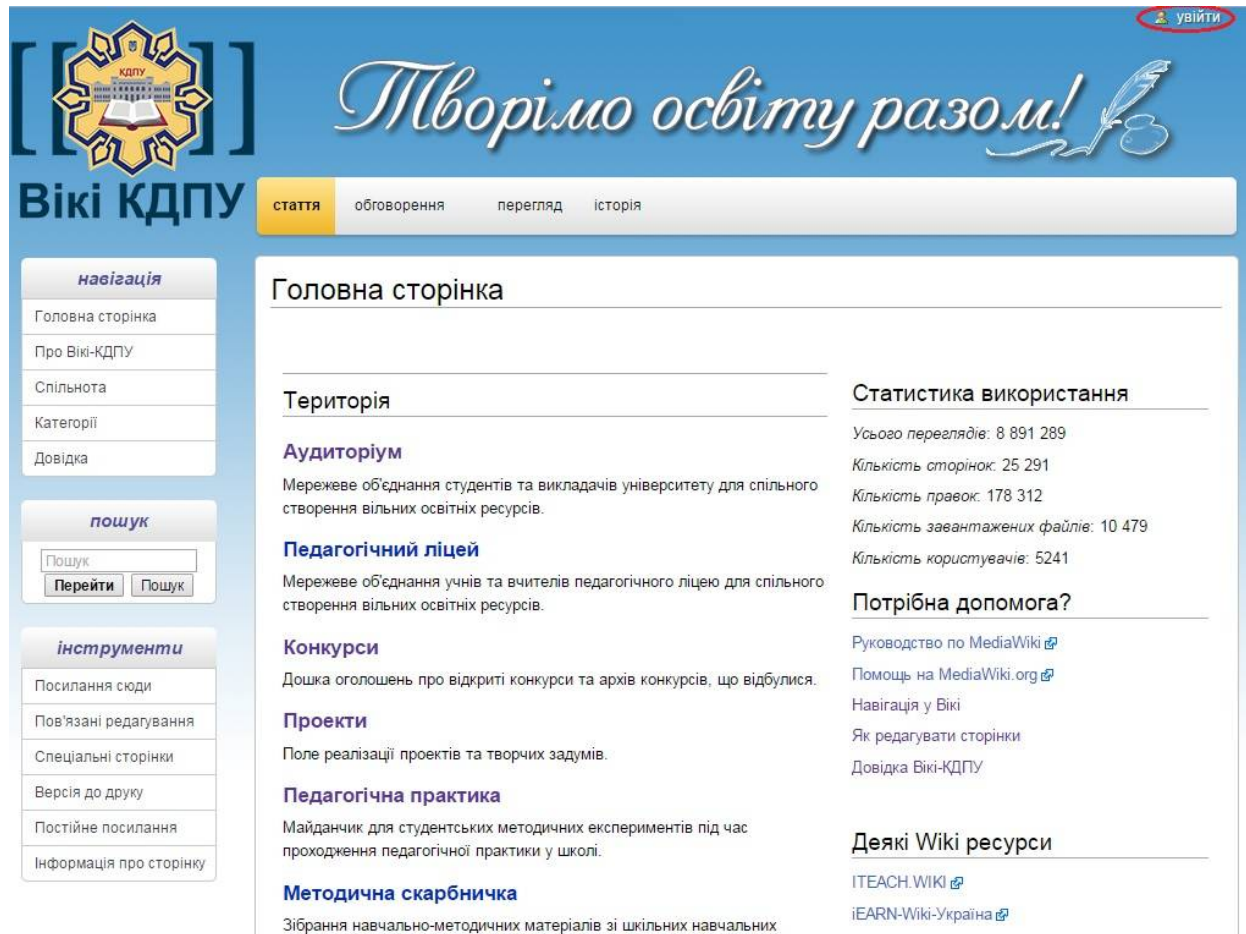 увійти
КДПУ
[[ ]]
Вікі КДПУ
Творімо освіту разом!
стаття обговорення перегляд історія
навігація
Головна сторінка
Про Вікі-КДПУ
Спільнота
Категорії
Довідка
пошук
Пошук
Перейти Пошук
інструменти
Посилання сюди
Пов'язані редагування
Спеціальні сторінки
Версія до друку
Постійне посилання
Інформація про сторінку
Головна сторінка
Територія
Аудиторіум
Мережеве об'єднання студентів та викладачів університету для спільного
створення вільних освітніх ресурсів.
Педагогічний ліцей
Мережеве об'єднання учнів та вчителів педагогічного ліцею для спільного
створення вільних освітніх ресурсів.
Конкурси
Дошка оголошень про відкриті конкурси та архів конкурсів, що відбулися.
Проекти
Поле реалізації проектів та творчих задумів.
Педагогічна практика
Майданчик для студентських методичних експериментів під час
проходження педагогічної практики у школі.
Методична скарбничка
Зібрання навчально-методичних матеріалів зі шкільних навчальних
Статистика використання
Усього переглядів: 8 891 289
Кількість сторінок: 25 291
Кількість правок: 178 312
Кількість завантажених файлів: 10 479
Кількість користувачів: 5241
Потрібна допомога?
Руководство по MediaWiki
Помощь на MediaWiki.org
Навігація у Вікі
Як редагувати сторінки
Довідка Вікі-КДПУ
Деякі Wiki ресурси
ITEACH.WIKI
iEARN-Wiki-Україна